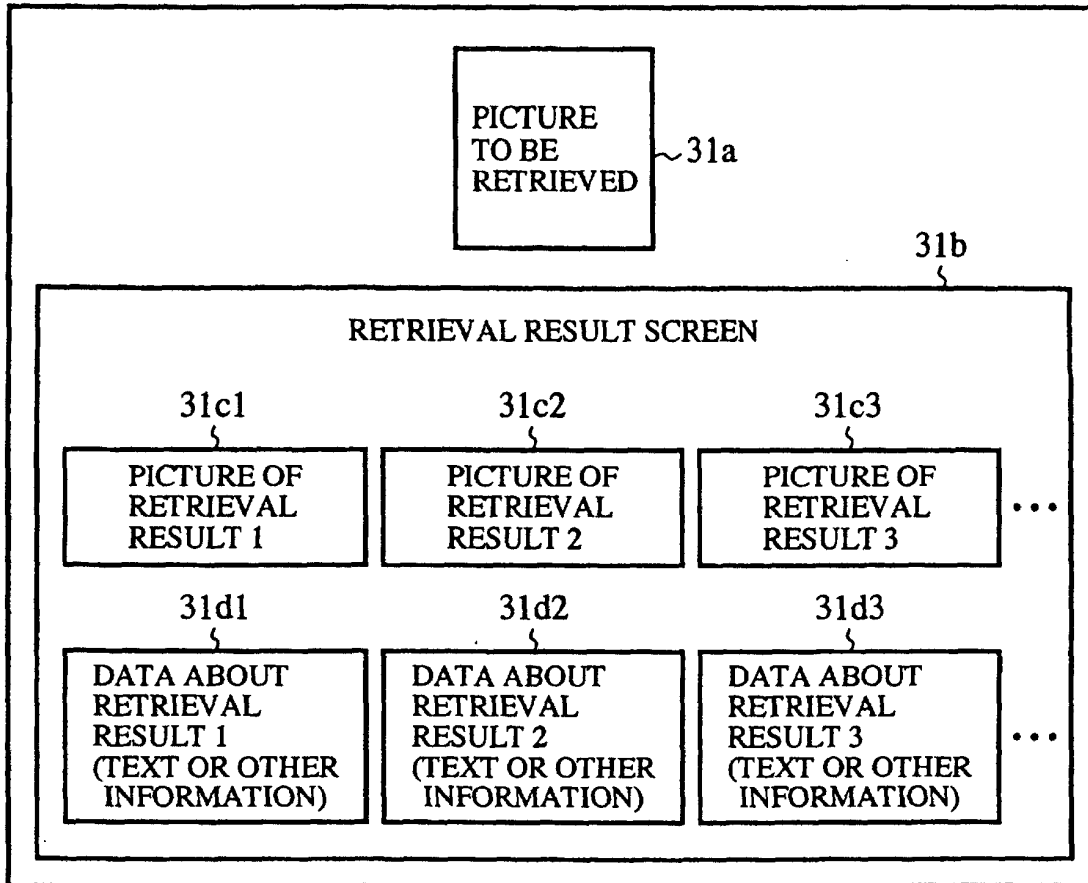 PICTURE
TO BE
RETRIEVED
31a
31b
RETRIEVAL RESULT SCREEN
31c1
31c2
31c3
PICTURE OF
RETRIEVAL
RESULT 1
PICTURE OF
RETRIEVAL
RESULT 2
PICTURE OF
RETRIEVAL
RESULT 3
•••
31d1
31d2
31d3
DATA ABOUT
RETRIEVAL
RESULT 1
(TEXT OR OTHER
INFORMATION)
DATA ABOUT
RETRIEVAL
RESULT 2
(TEXT OR OTHER
INFORMATION)
DATA ABOUT
RETRIEVAL
RESULT 3
(TEXT OR OTHER
INFORMATION)
•••